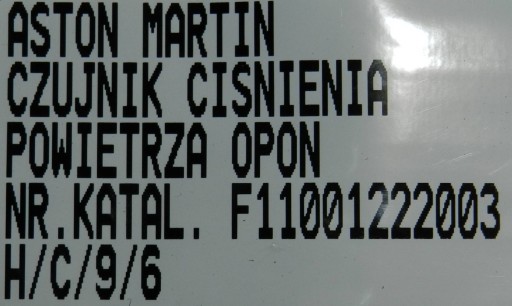 ASTON MARTIN
CZUJNIK CISNIENIA
POWIETRZA OPON
NR.KATAL. F11001222003
H/C/9/6